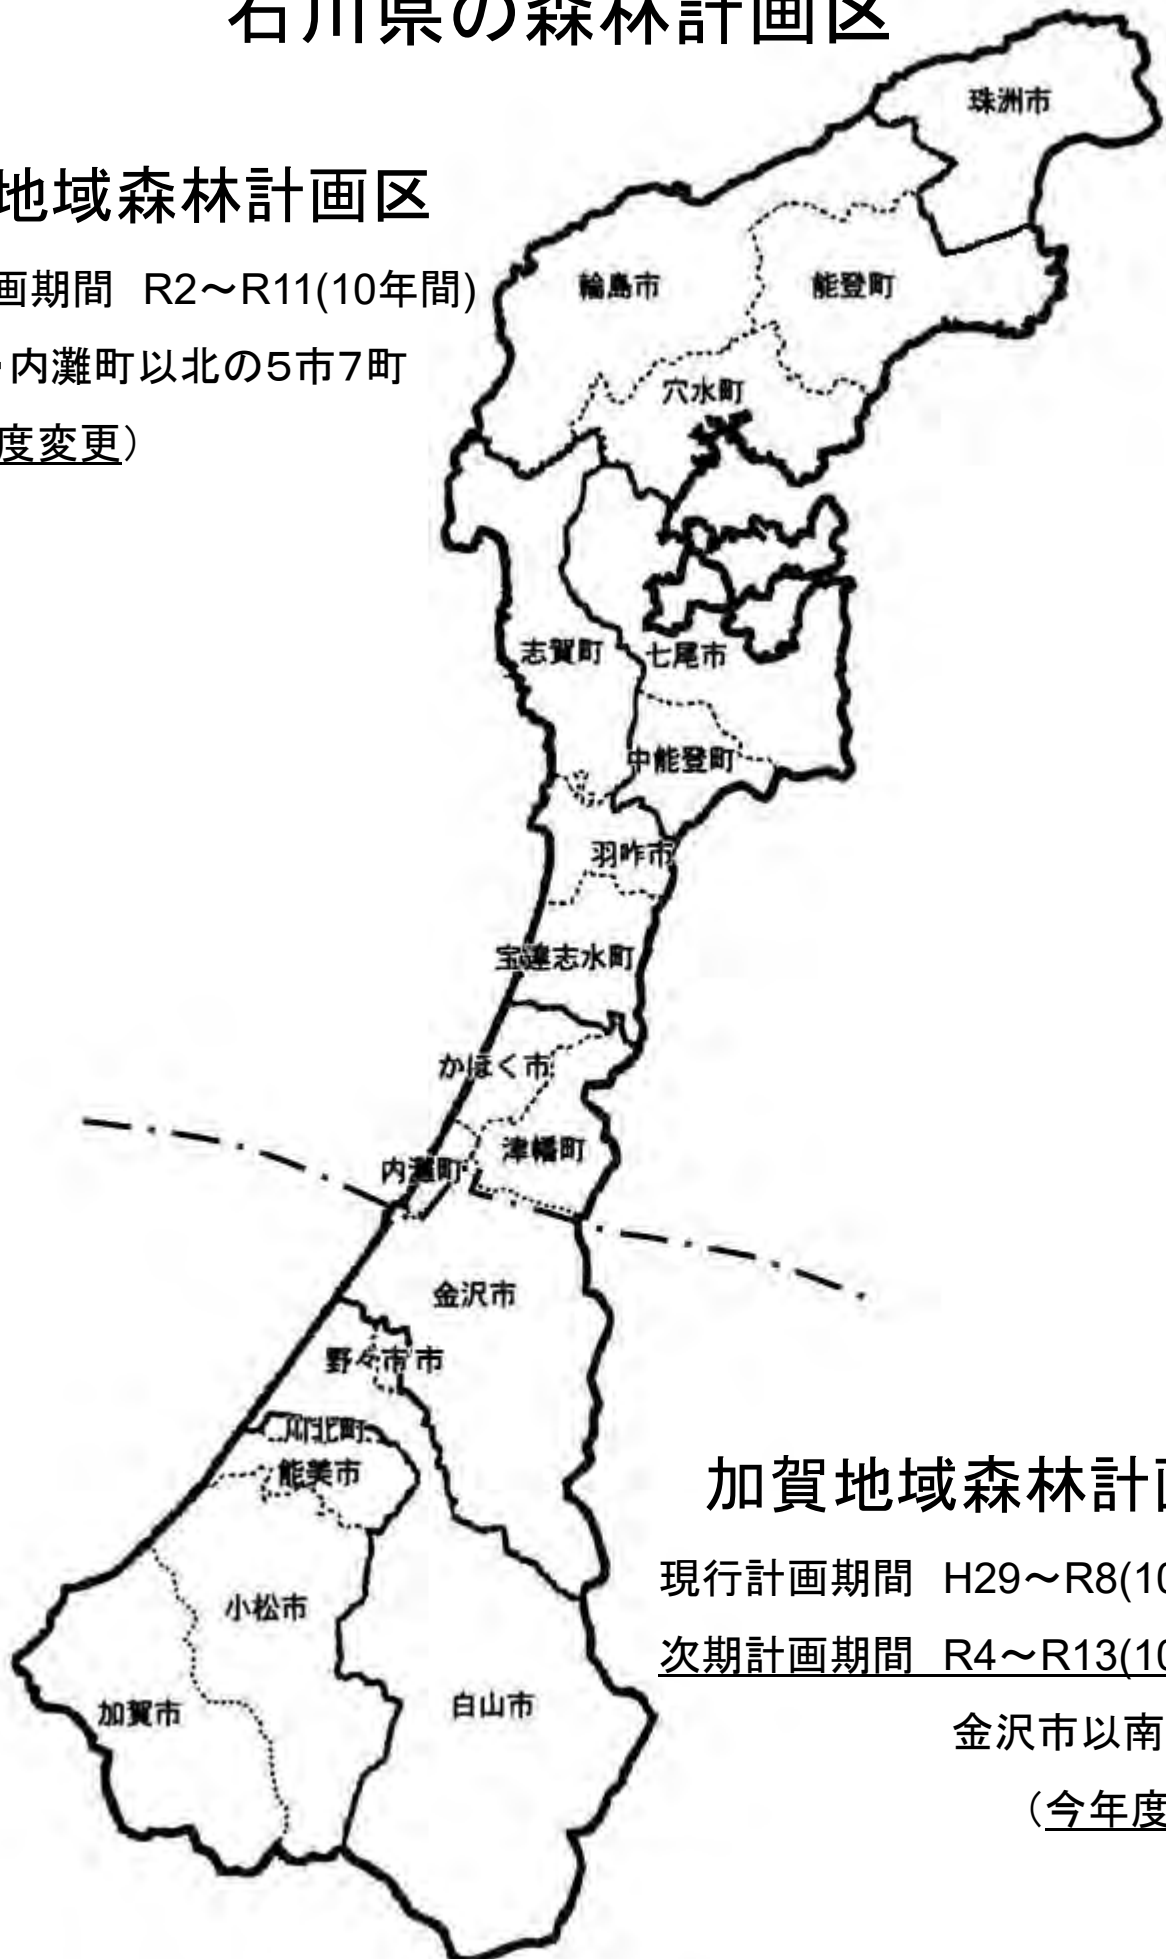 石川県の森林計画区
地域森林計画区
画期間 R2～R11(10年間)
内灘町以北の5市7町
度変更）
珠洲市
輪島市
能登町
穴水町
志賀町
七尾市
中能登町
羽咋市
宝達志水町
かほく市
津幡町
内灘町
金沢市
野々市市
川北町
能美市
小松市
加賀市
白山市
加賀地域森林計画
現行計画期間 H29～R8(10
次期計画期間 R4～R13(10
金沢市以南
（今年度